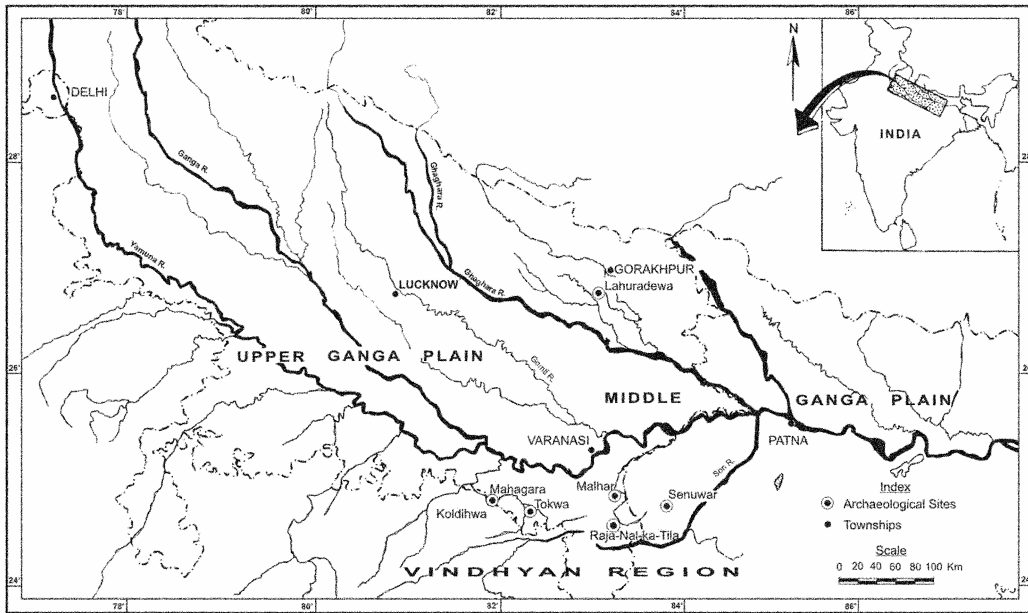 78° 80° 82° 84° 86°
N
DELHI
INDIA
28° 28°
Ganga R.
Ghaghara R.
Yamuna R.
GORAKHPUR
Lahuradewa
Ghaghara R.
LUCKNOW
UPPER GANGA PLAIN
Gomti R.
26°
MIDDLE GANGA PLAIN
VARANASI
PATNA
Son R.
Mahagara
Malhar
Senuwar
Koldihwa
Tokwa
Raja-Nal-ka-Tila
VINDHYAN REGION
Index
Archaeological Sites
Townships
Scale
0 20 40 60 80 100 Km
24° 24°
78° 80° 82° 84° 86°